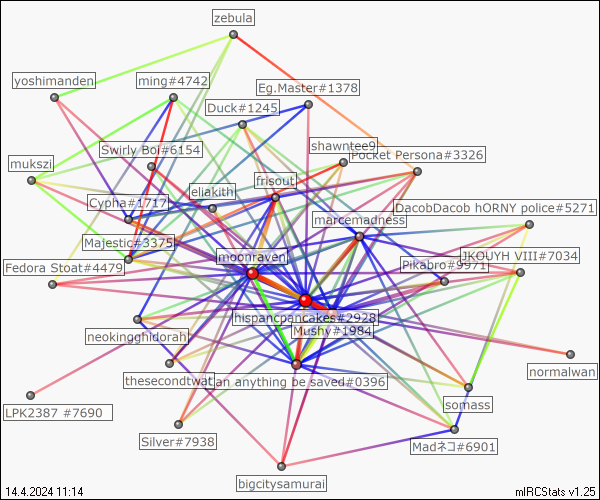 zebula
yoshimanden
ming#4742
Eg.Master#1378
Duck#1245
shawntee9
Swirly Boi#6154
Pocket Persona#3326
mukszi
eliakith
frisout
Cypha#1717
DacobDacob hORNY police#5271
marcemadness
Majestic#3375
moonraven
JKOUYH VIII#7034
Fedora Stoat#4479
Pikabro#9971
hispancpancakes#2928
Mushy#1984
neokingghidorah
thesecondtwat
an anything be saved#0396
normalwan
somass
LPK2387 #7690
Silver#7938
Madネコ#6901
bigcitysamurai
14.4.2024 11:14
mIRCStats v1.25